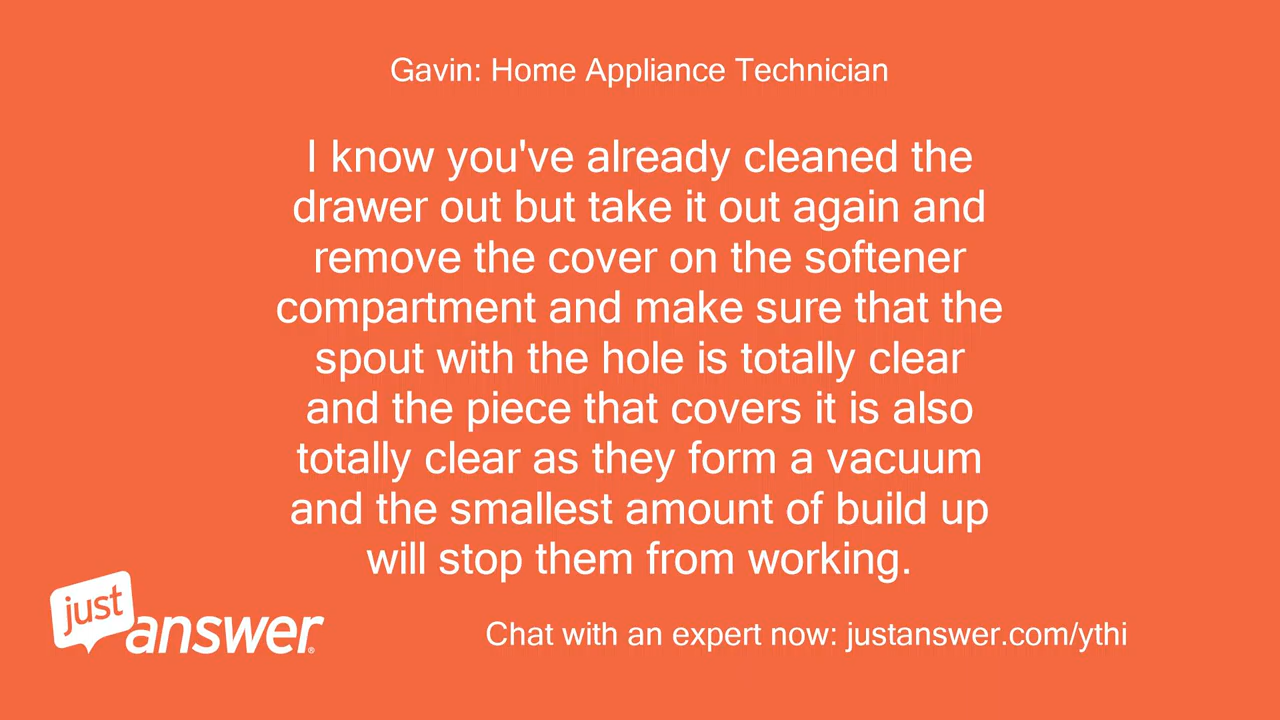 Gavin: Home Appliance Technician
I know you've already cleaned the
drawer out but take it out again and
remove the cover on the softener
compartment and make sure that the
spout with the hole is totally clear
and the piece that covers it is also
totally clear as they form a vacuum
and the smallest amount of build up
will stop them from working.
just
answer®
Chat with an expert now: justanswer.com/ythi